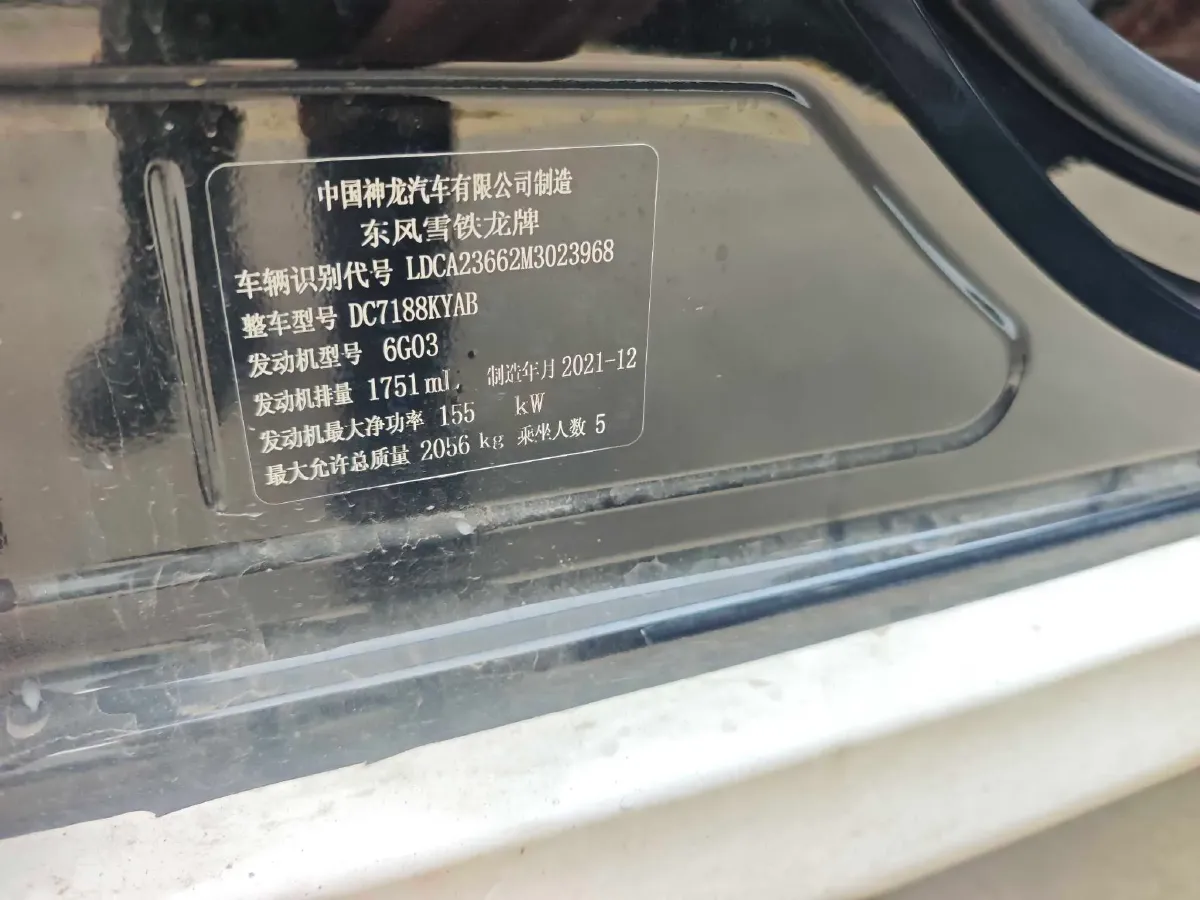 中国神龙汽车有限公司制造
东风雪铁龙牌
车辆识别代号 LDCA23662M3023968
整车型号 DC7188KYAB
发动机型号 6G03
发动机排量 1751 mL 制造年月 2021-12
发动机最大净功率 155 kW
最大允许总质量 2056 kg 乘坐人数 5